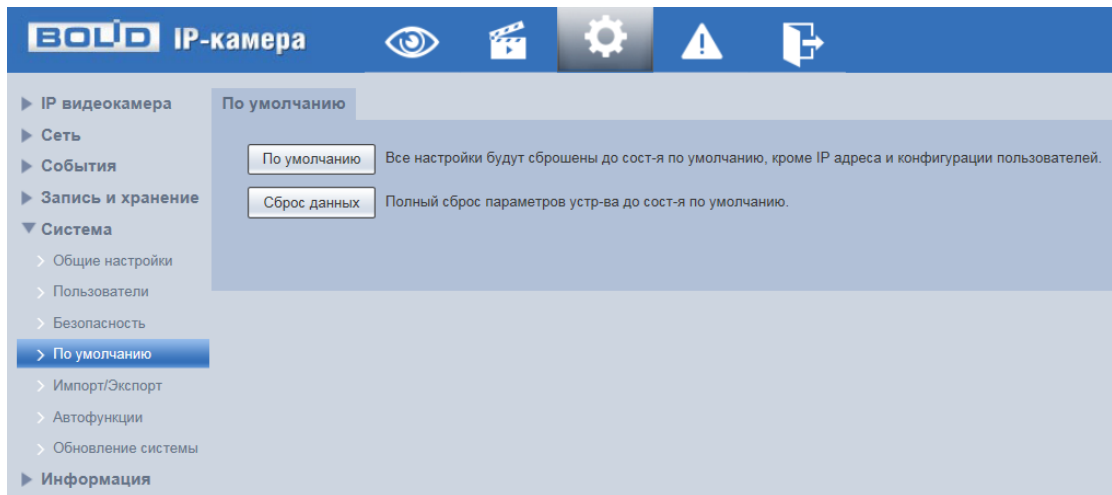 BOLID IP-камера
IP видеокамера
Сеть
События
Запись и хранение
Система
Общие настройки
Пользователи
Безопасность
По умолчанию
Импорт/Экспорт
Автофункции
Обновление системы
Информация
По умолчанию
По умолчанию Все настройки будут сброшены до сост-я по умолчанию, кроме IP адреса и конфигурации пользователей.
Сброс данных Полный сброс параметров устр-ва до сост-я по умолчанию.